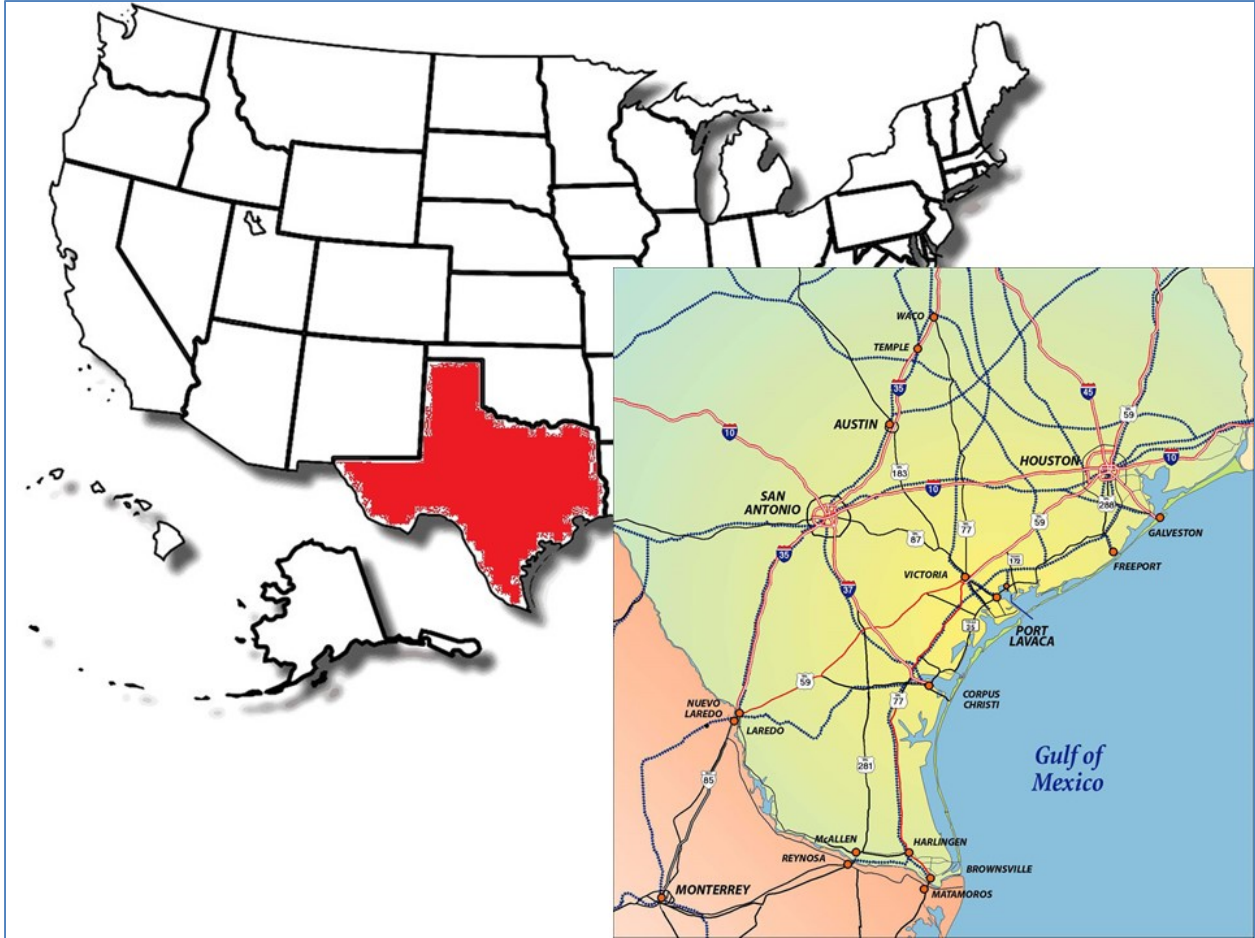 WACO
TEMPLE
35
45
59
AUSTIN
10
HOUSTON
10
183
SAN
ANTONIO
10
288
59
77
87
GALVESTON
35
172
FREEPORT
VICTORIA
37
35
PORT
LAVACA
59
CORPUS
CHRISTI
77
NUEVO
LAREDO
LAREDO
Gulf of
Mexico
281
85
McALLEN
HARLINGEN
REYNOSA
BROWNSVILLE
MONTERREY
MATAMOROS